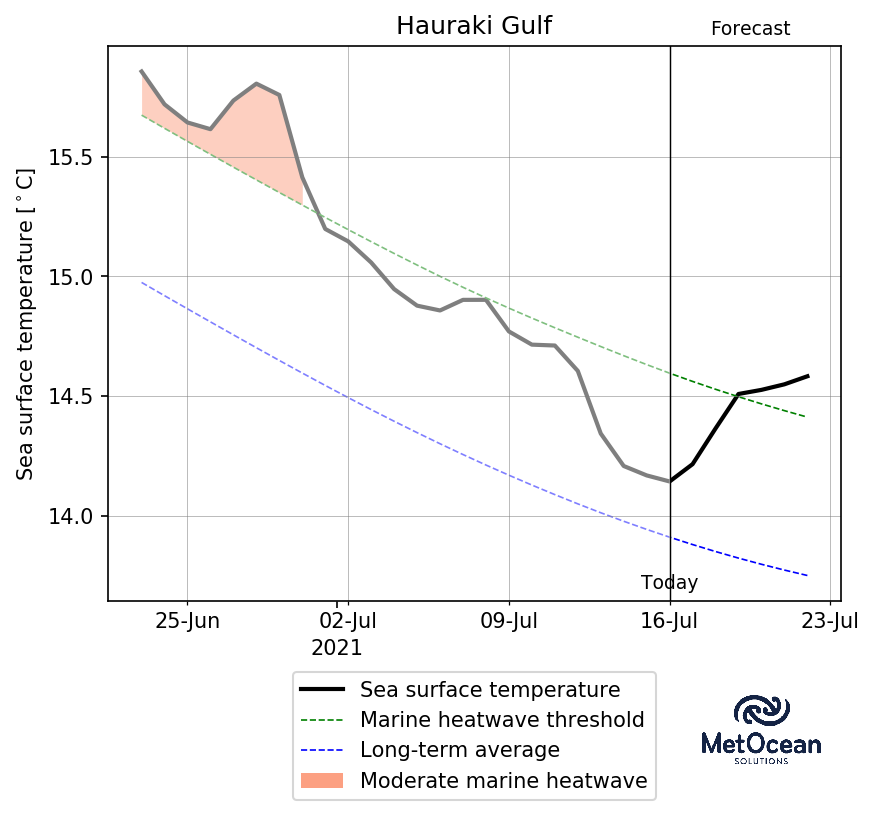 Hauraki Gulf
Forecast
Sea surface temperature [°C]
15.5
15.0
14.5
14.0
Today
25-Jun
02-Jul
09-Jul
16-Jul
23-Jul
2021
Sea surface temperature
Marine heatwave threshold
Long-term average
Moderate marine heatwave
MetOcean
SOLUTIONS